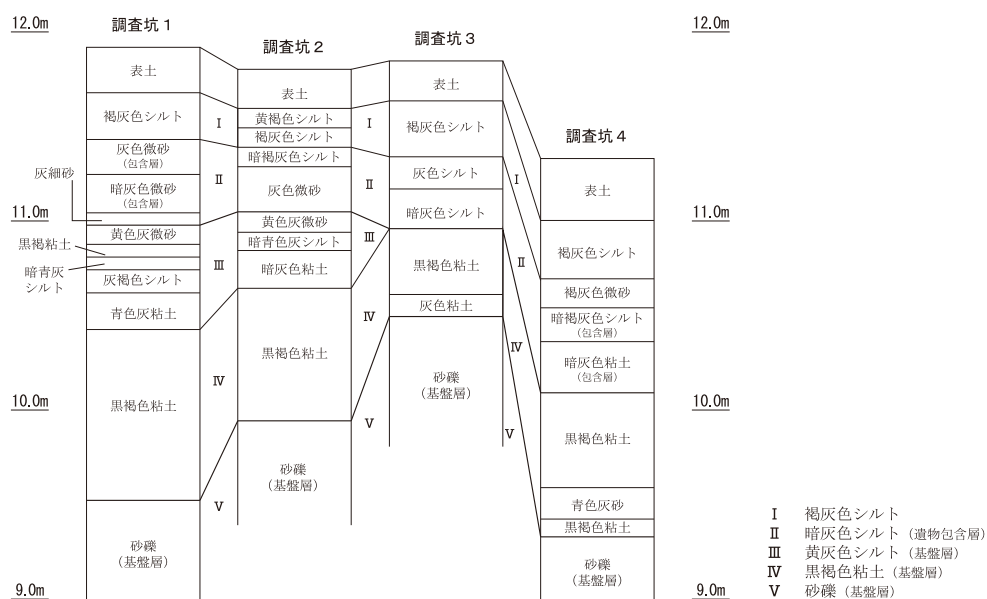 12.0m
12.0m
11.0m
11.0m
10.0m
10.0m
9.0m
9.0m
調査坑 1
表土
褐灰色シルト
灰色微砂
(包含層)
暗灰色微砂
(包含層)
灰細砂
黄色灰微砂
黒褐粘土
暗青灰
シルト
灰褐色シルト
青色灰粘土
黒褐色粘土
砂礫
(基盤層)
Ⅰ
Ⅱ
Ⅲ
Ⅳ
Ⅴ
調査坑 2
表土
黄褐色シルト
褐灰色シルト
暗褐灰色シルト
灰色微砂
黄色灰微砂
暗青色灰シルト
暗灰色粘土
黒褐色粘土
砂礫
(基盤層)
Ⅰ
Ⅱ
Ⅲ
Ⅳ
Ⅴ
調査坑 3
表土
褐灰色シルト
灰色シルト
暗灰色シルト
黒褐色粘土
灰色粘土
砂礫
(基盤層)
Ⅰ
Ⅱ
Ⅳ
Ⅴ
調査坑 4
表土
褐灰色シルト
褐灰色微砂
暗褐灰色シルト
(包含層)
暗灰色粘土
(包含層)
黒褐色粘土
青色灰砂
黒褐色粘土
砂礫
(基盤層)
Ⅰ 褐灰色シルト
Ⅱ 暗灰色シルト (遺物包含層)
Ⅲ 黄灰色シルト (基盤層)
Ⅳ 黒褐色粘土 (基盤層)
Ⅴ 砂礫 (基盤層)